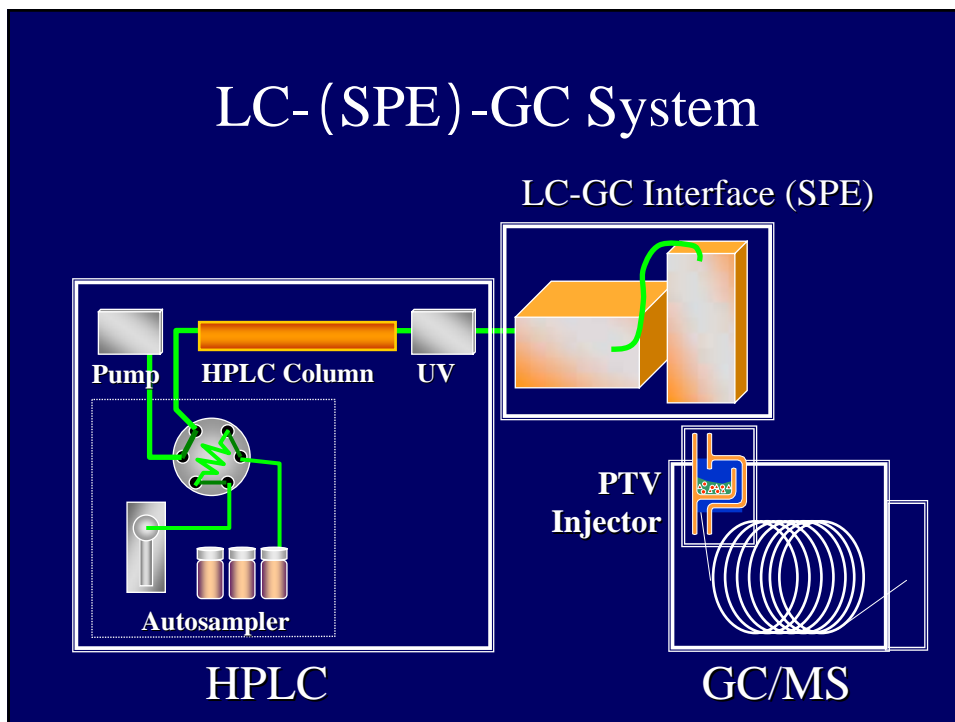 LC-(SPE)-GC System
LC-GC Interface (SPE)
Pump
HPLC Column
UV
PTV
Injector
Autosampler
HPLC
GC/MS